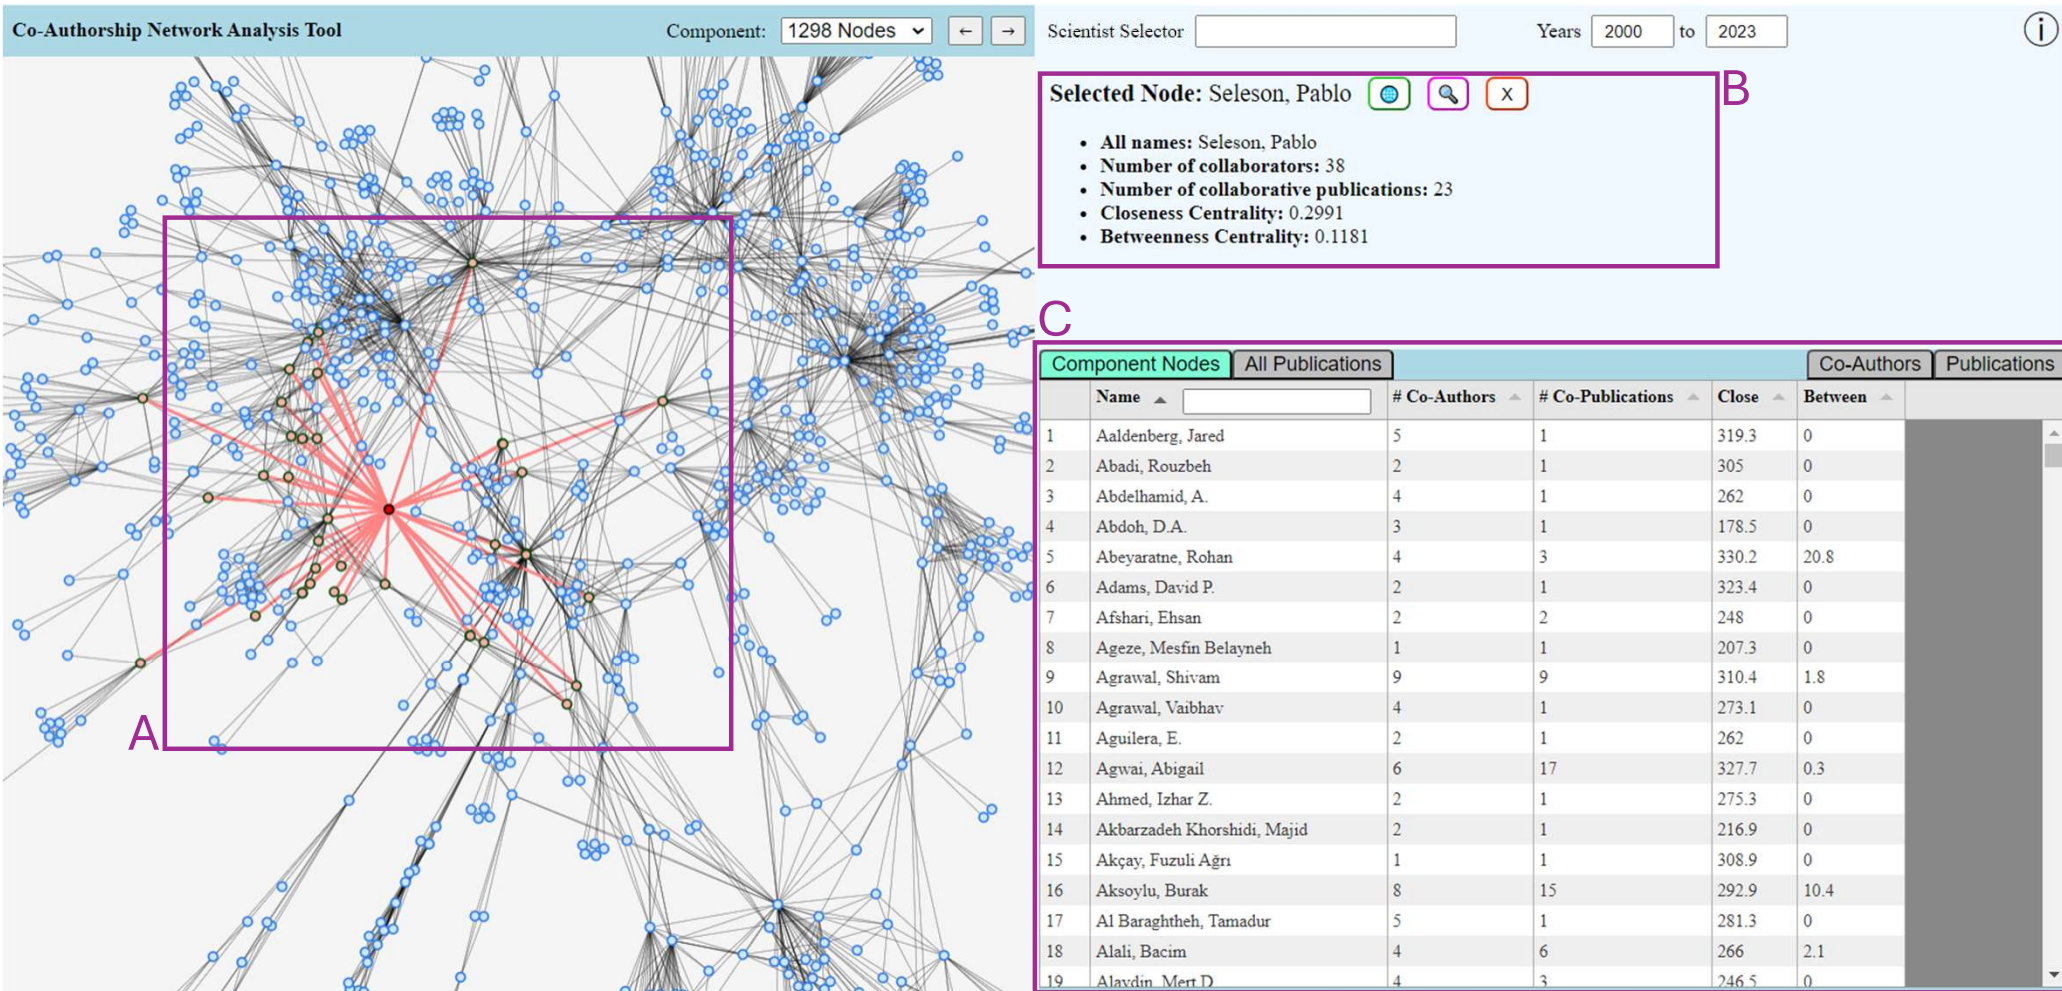 Co-Authorship Network Analysis Tool
Component: 1298 Nodes ← →
Scientist Selector
Years 2000 to 2023
i
Selected Node: Seleson, Pablo X
B
• All names: Seleson, Pablo
• Number of collaborators: 38
• Number of collaborative publications: 23
• Closeness Centrality: 0.2991
• Betweenness Centrality: 0.1181
A
C
Component Nodes All Publications Co-Authors Publications
Name # Co-Authors # Co-Publications Close Between
1 Aaldenberg, Jared 5 1 319.3 0
2 Abadi, Rouzbeh 2 1 305 0
3 Abdelhamid, A. 4 1 262 0
4 Abdoh, D.A. 3 1 178.5 0
5 Abeyaratne, Rohan 4 3 330.2 20.8
6 Adams, David P. 2 1 323.4 0
7 Afshari, Ehsan 2 2 248 0
8 Ageze, Mesfin Belayneh 1 1 207.3 0
9 Agrawal, Shivam 9 9 310.4 1.8
10 Agrawal, Vaibhav 4 1 273.1 0
11 Aguilera, E. 2 1 262 0
12 Agwai, Abigail 6 17 327.7 0.3
13 Ahmed, Izhar Z. 2 1 275.3 0
14 Akbarzadeh Khorshidi, Majid 2 1 216.9 0
15 Akçay, Fuzuli Ağrı 1 1 308.9 0
16 Aksoylu, Burak 8 15 292.9 10.4
17 Al Baraghtheh, Tamadur 5 1 281.3 0
18 Alali, Bacim 4 6 266 2.1
19 Alaydin, Mert D 4 3 246.5 0